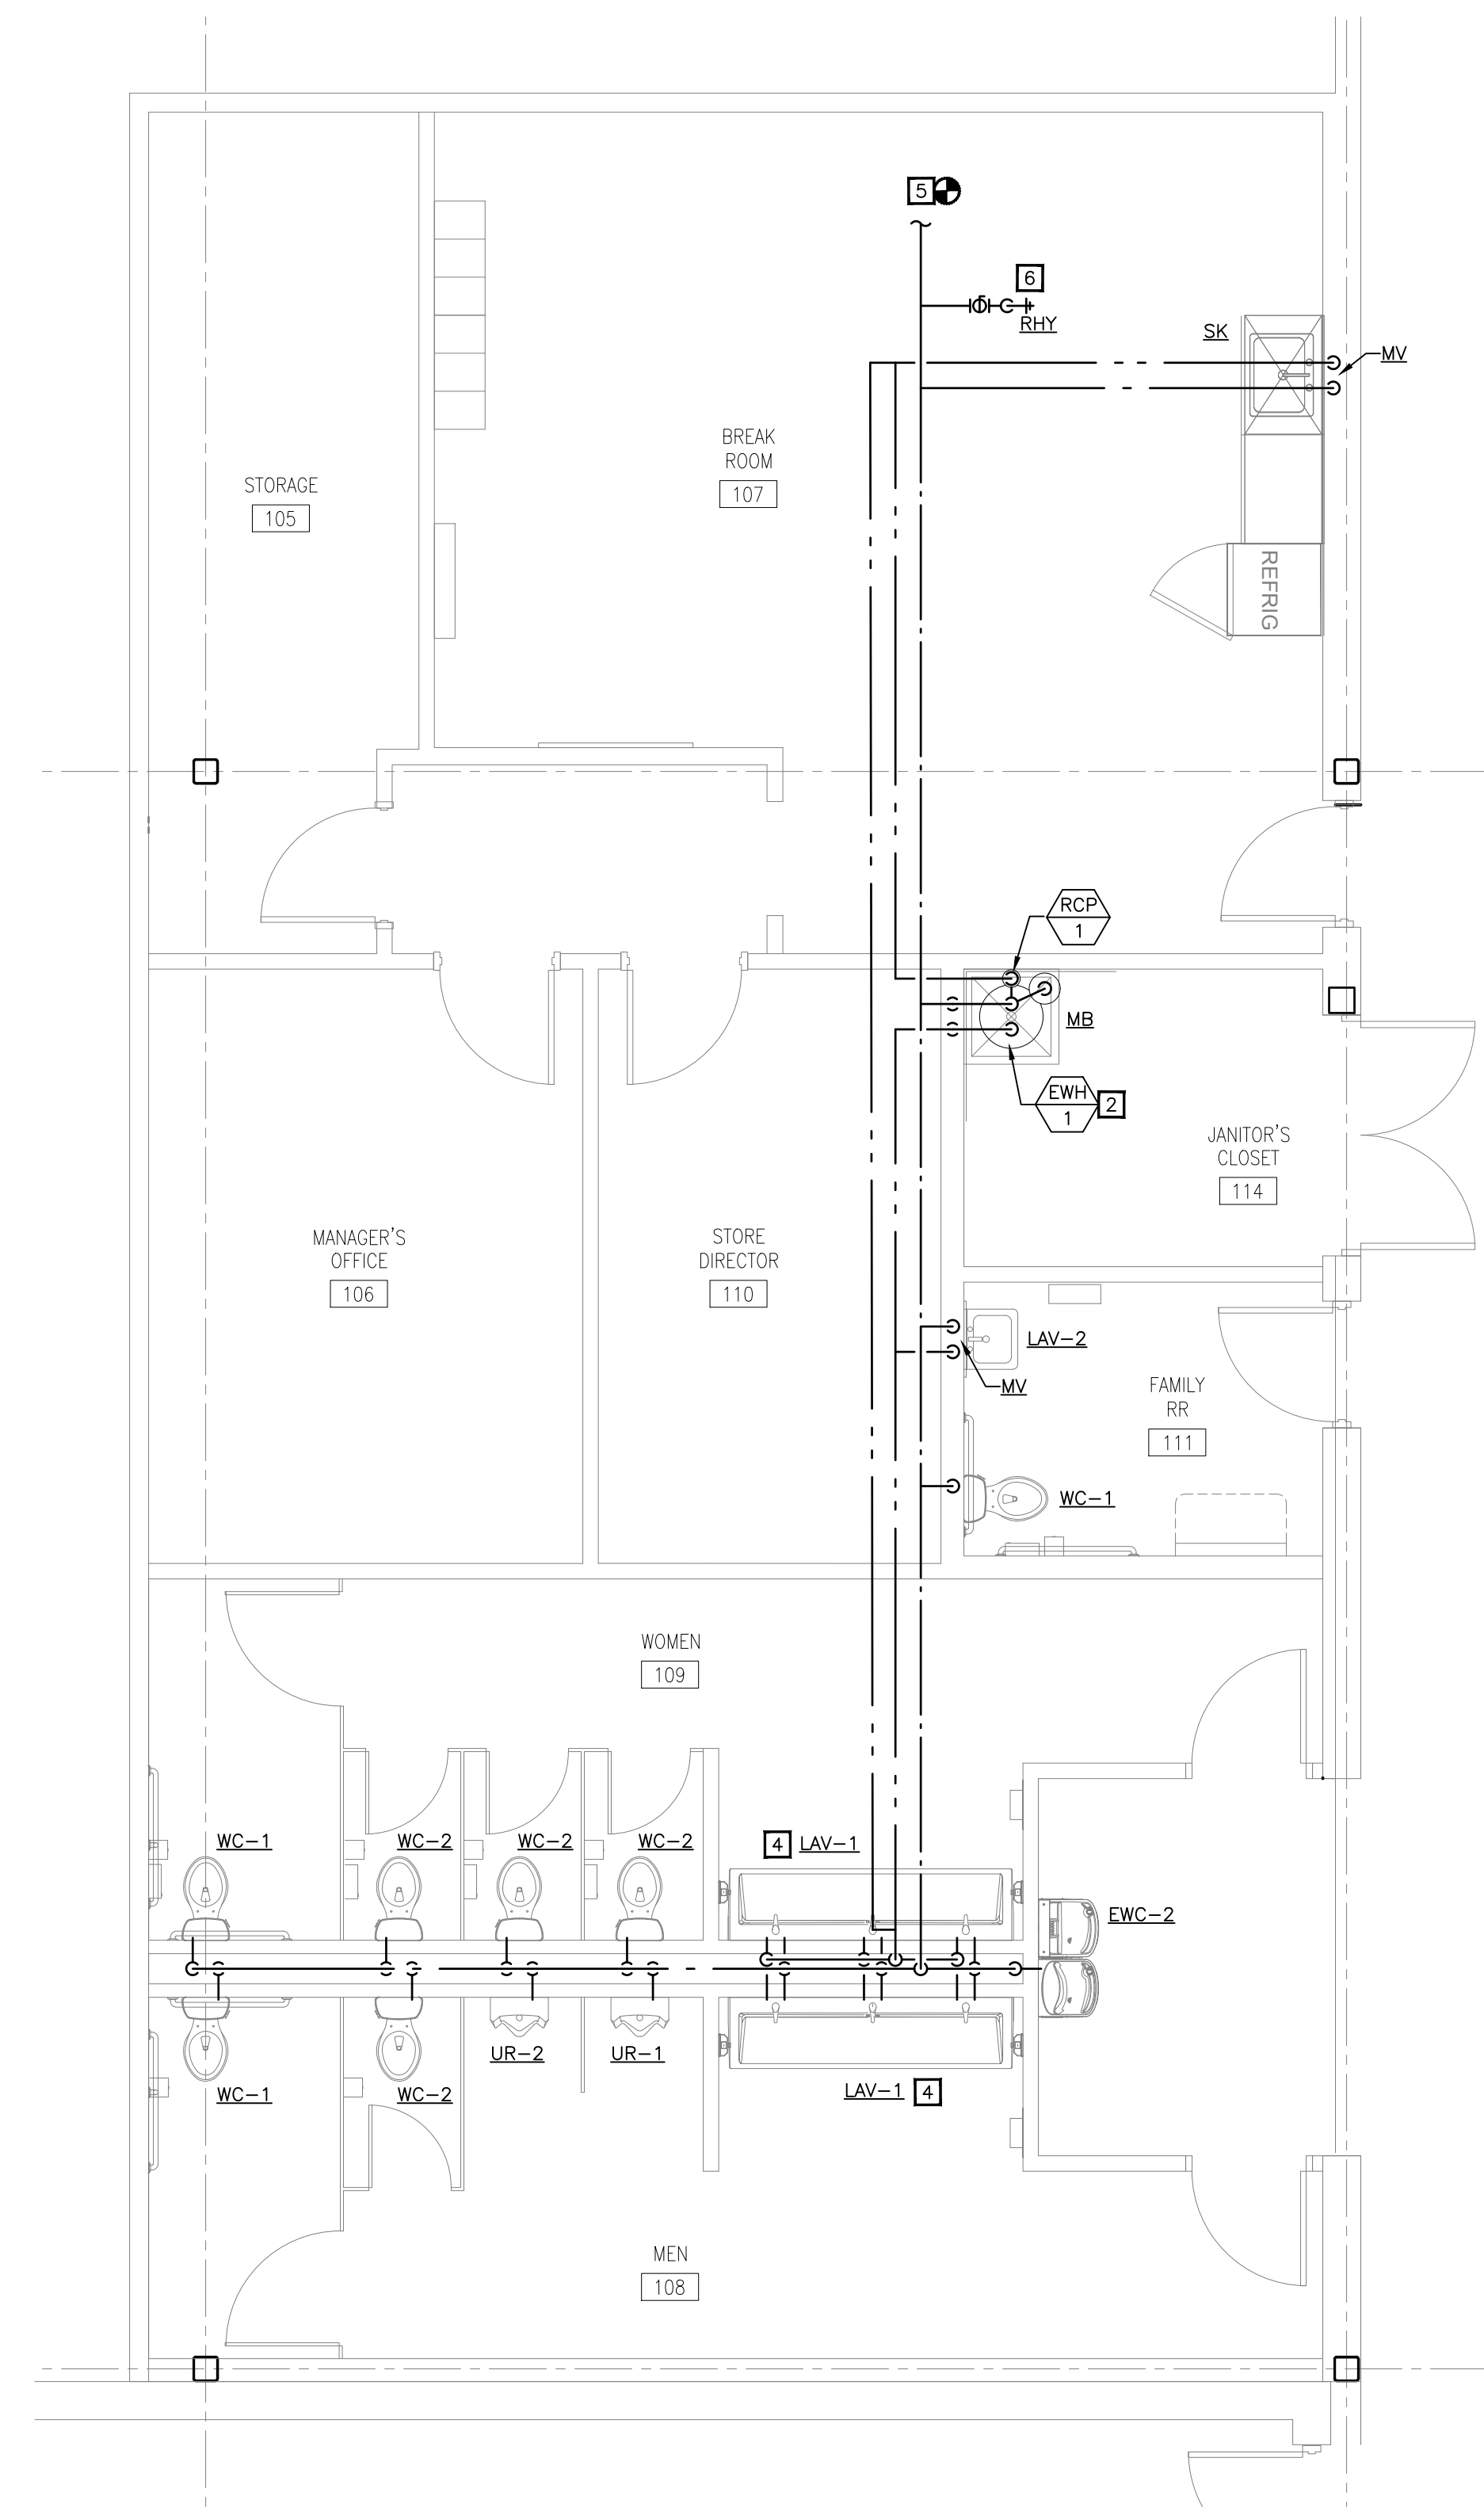 5
6
RHY
SK
MV
BREAK
ROOM
107
STORAGE
105
REFRIG
RCP
1
MB
EWH
1
2
JANITOR'S
CLOSET
114
MANAGER'S
OFFICE
106
STORE
DIRECTOR
110
LAV-2
MV
FAMILY
RR
111
WC-1
WOMEN
109
WC-1
WC-2
WC-2
WC-2
4 LAV-1
EWC-2
UR-2
UR-1
WC-1
WC-2
LAV-1 4
MEN
108